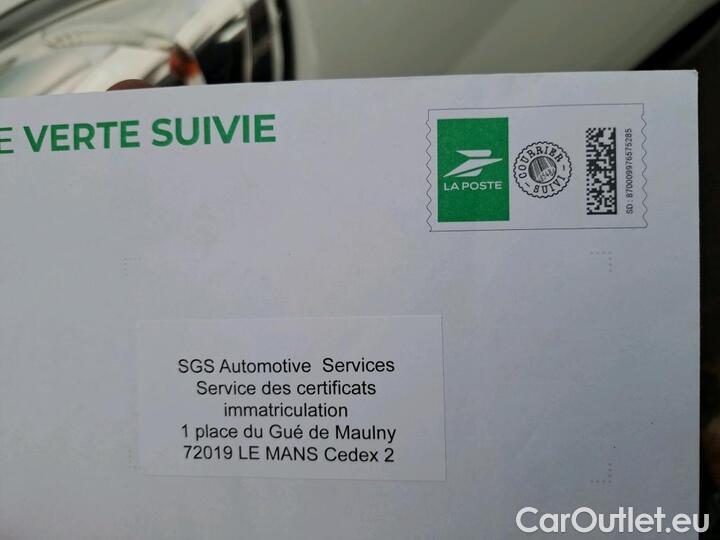 E VERTE SUIVIE
LA POSTE
COURRIER
SUIVI
SD : 870009976575285
SGS Automotive Services
Service des certificats
immatriculation
1 place du Gué de Maulny
72019 LE MANS Cedex 2
CarOutlet.eu